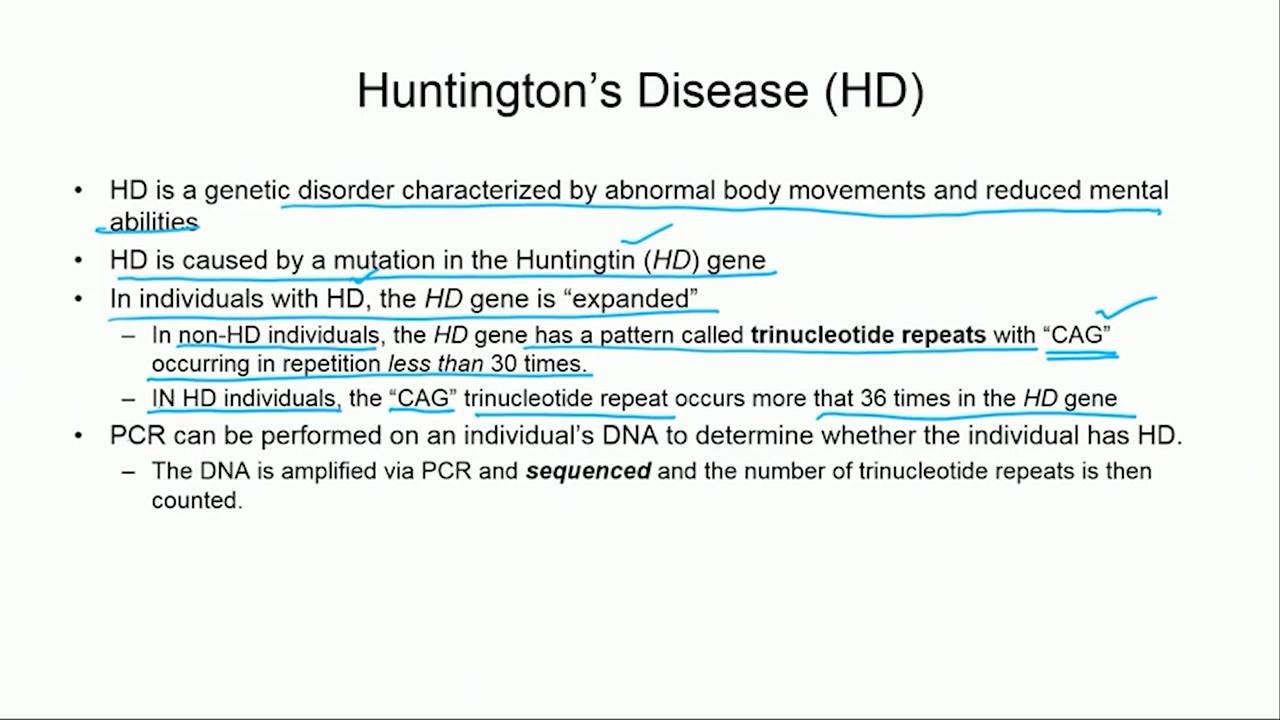 Huntington’s Disease (HD)
• HD is a genetic disorder characterized by abnormal body movements and reduced mental
abilities
• HD is caused by a mutation in the Huntingtin (HD) gene
• In individuals with HD, the HD gene is “expanded”
– In non-HD individuals, the HD gene has a pattern called trinucleotide repeats with “CAG”
occurring in repetition less than 30 times.
– IN HD individuals, the “CAG” trinucleotide repeat occurs more that 36 times in the HD gene
• PCR can be performed on an individual’s DNA to determine whether the individual has HD.
– The DNA is amplified via PCR and sequenced and the number of trinucleotide repeats is then
counted.